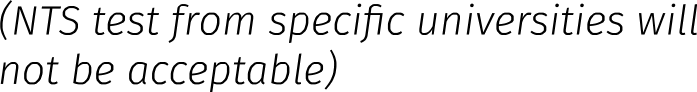 (NTS test from specific universities will
not be acceptable)